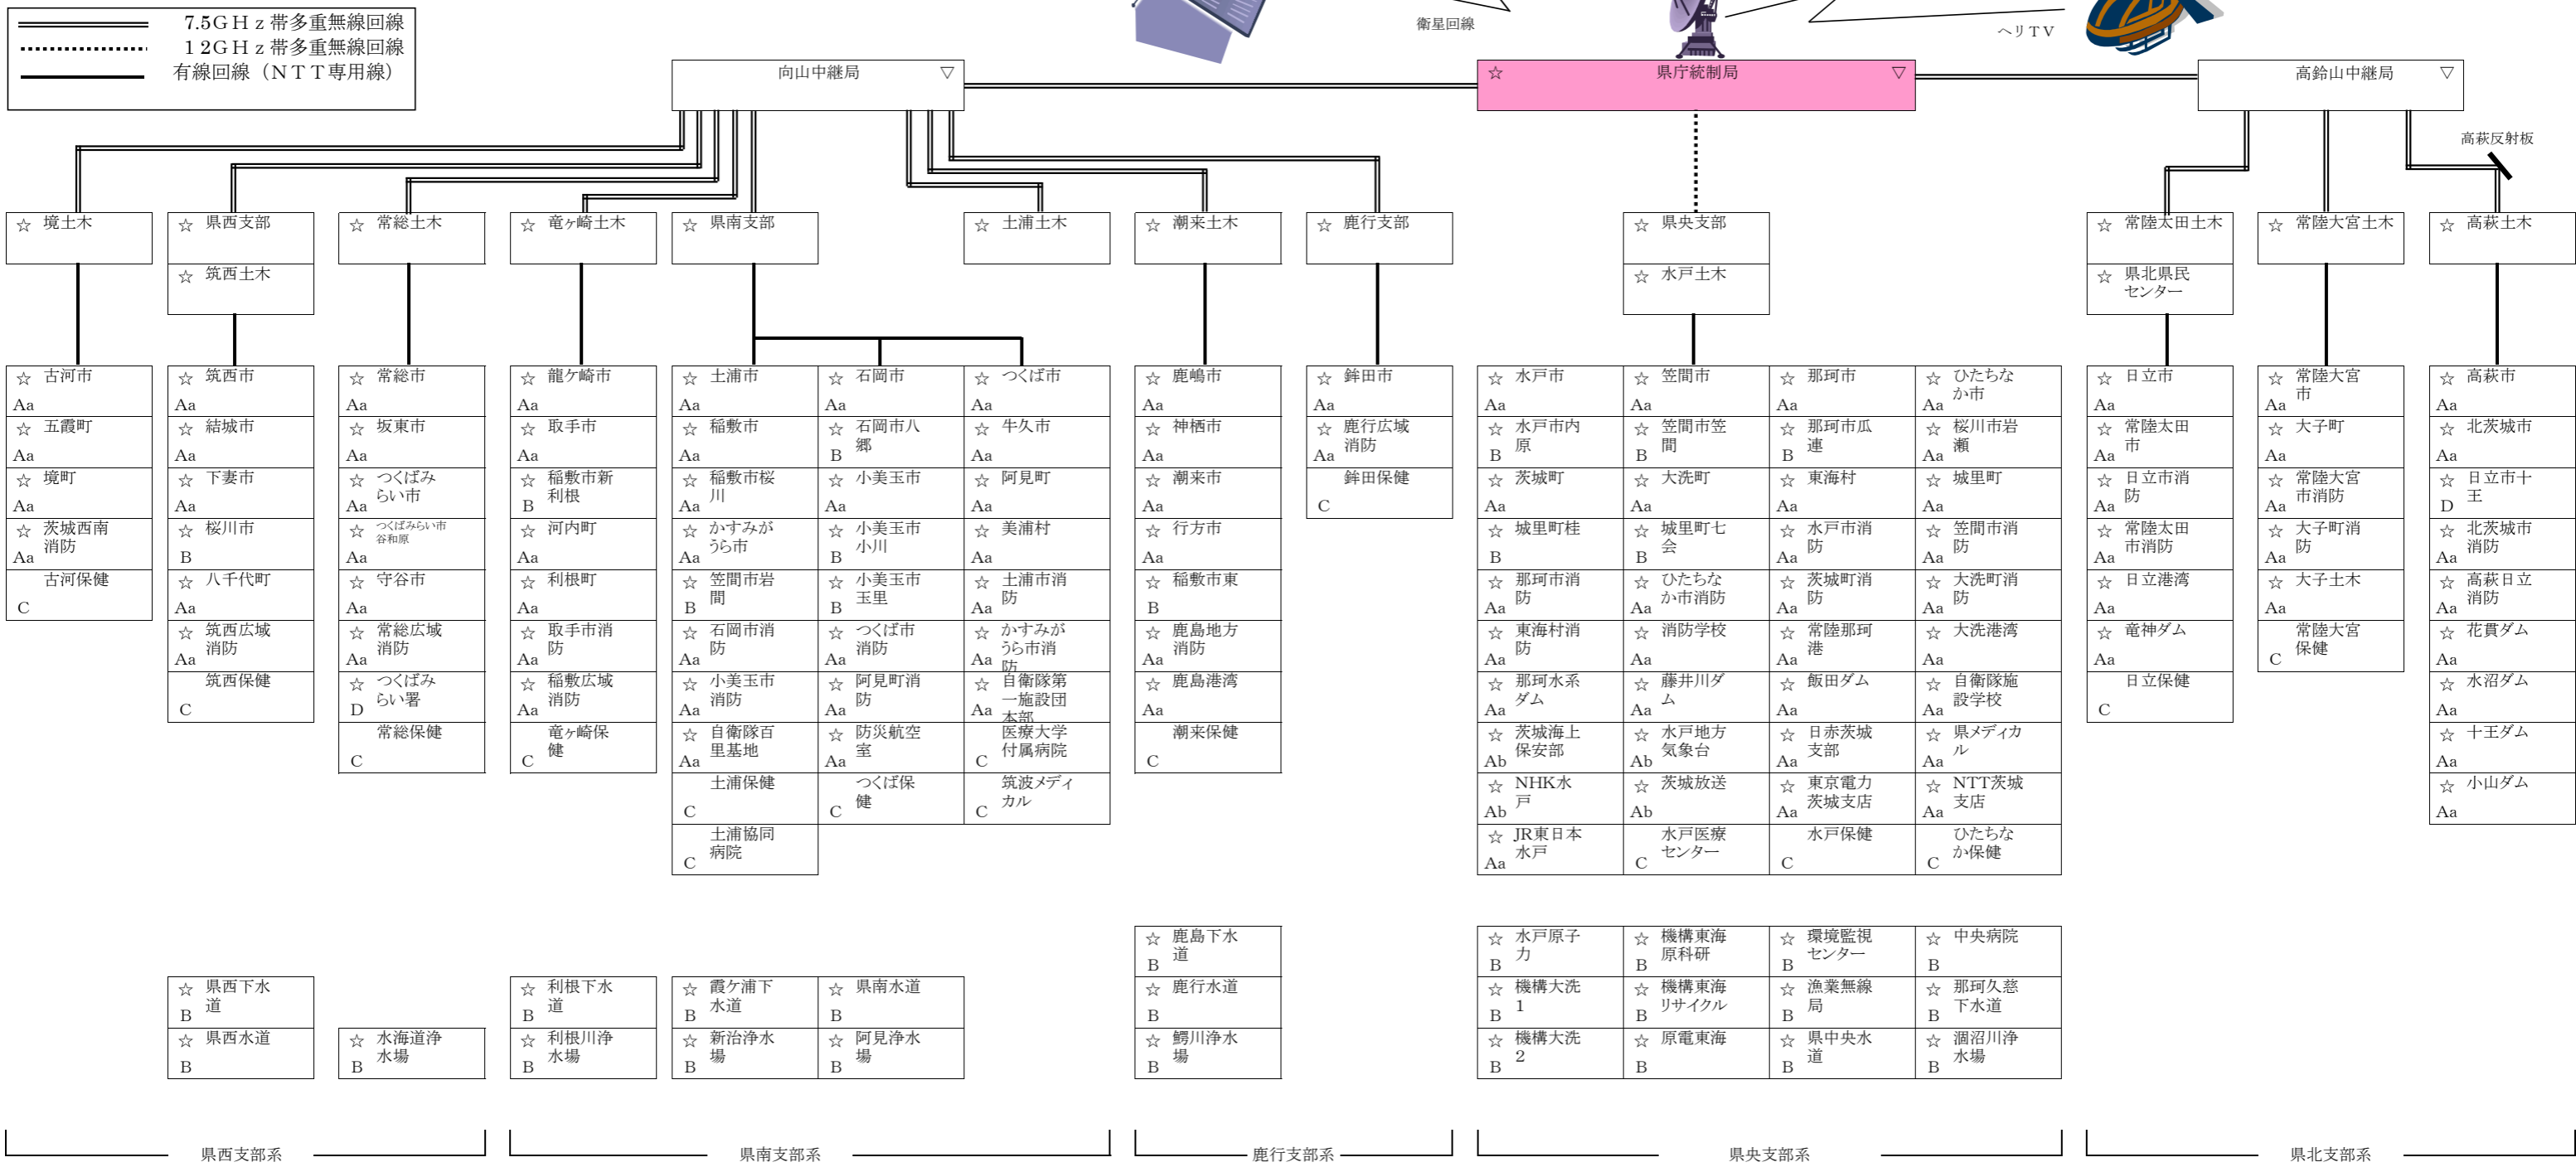 7.5GHz帯多重無線回線
12GHz帯多重無線回線
有線回線（NTT専用線）
衛星回線
ヘリTV
向山中継局 ▽
☆ 県庁統制局 ▽
高鈴山中継局 ▽
高萩反射板
☆ 境土木
☆ 県西支部
☆ 筑西土木
☆ 常総土木
☆ 竜ヶ崎土木
☆ 県南支部
☆ 土浦土木
☆ 潮来土木
☆ 鹿行支部
☆ 県央支部
☆ 水戸土木
☆ 常陸太田土木
☆ 県北県民
センター
☆ 常陸大宮土木
☆ 高萩土木
☆ 古河市
Aa
☆ 五霞町
Aa
☆ 境町
Aa
☆ 茨城西南
消防
Aa
古河保健
C
☆ 筑西市
Aa
☆ 結城市
Aa
☆ 下妻市
Aa
☆ 桜川市
B
☆ 八千代町
Aa
☆ 筑西広域
消防
Aa
筑西保健
C
☆ 常総市
Aa
☆ 坂東市
Aa
☆ つくばみ
らい市
Aa
☆ つくばみらい市
谷和原
Aa
☆ 守谷市
Aa
☆ 常総広域
消防
Aa
☆ つくばみ
らい署
D
常総保健
C
☆ 龍ケ崎市
Aa
☆ 取手市
Aa
☆ 稲敷市新
利根
B
☆ 河内町
Aa
☆ 利根町
Aa
☆ 取手市消
防
Aa
☆ 稲敷広域
消防
Aa
竜ヶ崎保
健
C
☆ 土浦市
Aa
☆ 稲敷市
Aa
☆ 稲敷市桜
川
Aa
☆ かすみが
うら市
Aa
☆ 笠間市岩
間
B
☆ 石岡市消
防
Aa
☆ 小美玉市
消防
Aa
☆ 自衛隊百
里基地
Aa
土浦保健
C
土浦協同
病院
C
☆ 石岡市
Aa
☆ 石岡市八
郷
B
☆ 小美玉市
Aa
☆ 小美玉市
小川
B
☆ 小美玉市
玉里
B
☆ つくば市
消防
Aa
☆ 阿見町消
防
Aa
☆ 防災航空
室
Aa
つくば保
健
C
☆ つくば市
Aa
☆ 牛久市
Aa
☆ 阿見町
Aa
☆ 美浦村
Aa
☆ 土浦市消
防
Aa
☆ かすみが
うら市消
防
Aa
☆ 自衛隊第
一施設団
本部
Aa
医療大学
付属病院
C
筑波メディ
カル
C
☆ 鹿嶋市
Aa
☆ 神栖市
Aa
☆ 潮来市
Aa
☆ 行方市
Aa
☆ 稲敷市東
B
☆ 鹿島地方
消防
Aa
☆ 鹿島港湾
Aa
潮来保健
C
☆ 鉾田市
Aa
☆ 鹿行広域
消防
Aa
鉾田保健
C
☆ 水戸市
Aa
☆ 水戸市内
原
B
☆ 茨城町
Aa
☆ 城里町桂
B
☆ 那珂市消
防
Aa
☆ 東海村消
防
Aa
☆ 那珂水系
ダム
Aa
☆ 茨城海上
保安部
Ab
☆ NHK水
戸
Ab
☆ JR東日本
水戸
Aa
☆ 笠間市
Aa
☆ 笠間市笠
間
B
☆ 大洗町
Aa
☆ 城里町七
会
B
☆ ひたちな
か市消防
Aa
☆ 消防学校
Aa
☆ 藤井川ダ
ム
Aa
☆ 水戸地方
気象台
Ab
☆ 茨城放送
Ab
水戸医療
センター
C
☆ 那珂市
Aa
☆ 那珂市瓜
連
B
☆ 東海村
Aa
☆ 水戸市消
防
Aa
☆ 茨城町消
防
Aa
☆ 常陸那珂
港
Aa
☆ 飯田ダム
Aa
☆ 日赤茨城
支部
Aa
☆ 東京電力
茨城支店
Aa
水戸保健
C
☆ ひたちな
か市
Aa
☆ 桜川市岩
瀬
Aa
☆ 城里町
Aa
☆ 笠間市消
防
Aa
☆ 大洗町消
防
Aa
☆ 大洗港湾
Aa
☆ 自衛隊施
設学校
Aa
☆ 県メディカ
ル
Aa
☆ NTT茨城
支店
Aa
ひたちな
か保健
C
☆ 日立市
Aa
☆ 常陸太田
市
Aa
☆ 日立市消
防
Aa
☆ 常陸太田
市消防
Aa
☆ 日立港湾
Aa
☆ 竜神ダム
Aa
日立保健
C
☆ 常陸大宮
市
Aa
☆ 大子町
Aa
☆ 常陸大宮
市消防
Aa
☆ 大子町消
防
Aa
☆ 大子土木
Aa
常陸大宮
保健
C
☆ 高萩市
Aa
☆ 北茨城市
Aa
☆ 日立市十
王
D
☆ 北茨城市
消防
Aa
☆ 高萩日立
消防
Aa
☆ 花貫ダム
Aa
☆ 水沼ダム
Aa
☆ 十王ダム
Aa
☆ 小山ダム
Aa
☆ 県西下水
道
B
☆ 県西水道
B
☆ 水海道浄
水場
B
☆ 利根下水
道
B
☆ 利根川浄
水場
B
☆ 霞ケ浦下
水道
B
☆ 新治浄水
場
B
☆ 県南水道
B
☆ 阿見浄水
場
B
☆ 鹿島下水
道
B
☆ 鹿行水道
B
☆ 鰐川浄水
場
B
☆ 水戸原子
力
B
☆ 機構大洗
1
B
☆ 機構大洗
2
B
☆ 機構東海
原科研
B
☆ 機構東海
リサイクル
B
☆ 原電東海
B
☆ 環境監視
センター
B
☆ 漁業無線
局
B
☆ 県中央水
道
B
☆ 中央病院
B
☆ 那珂久慈
下水道
B
☆ 涸沼川浄
水場
B
県西支部系
県南支部系
鹿行支部系
県央支部系
県北支部系